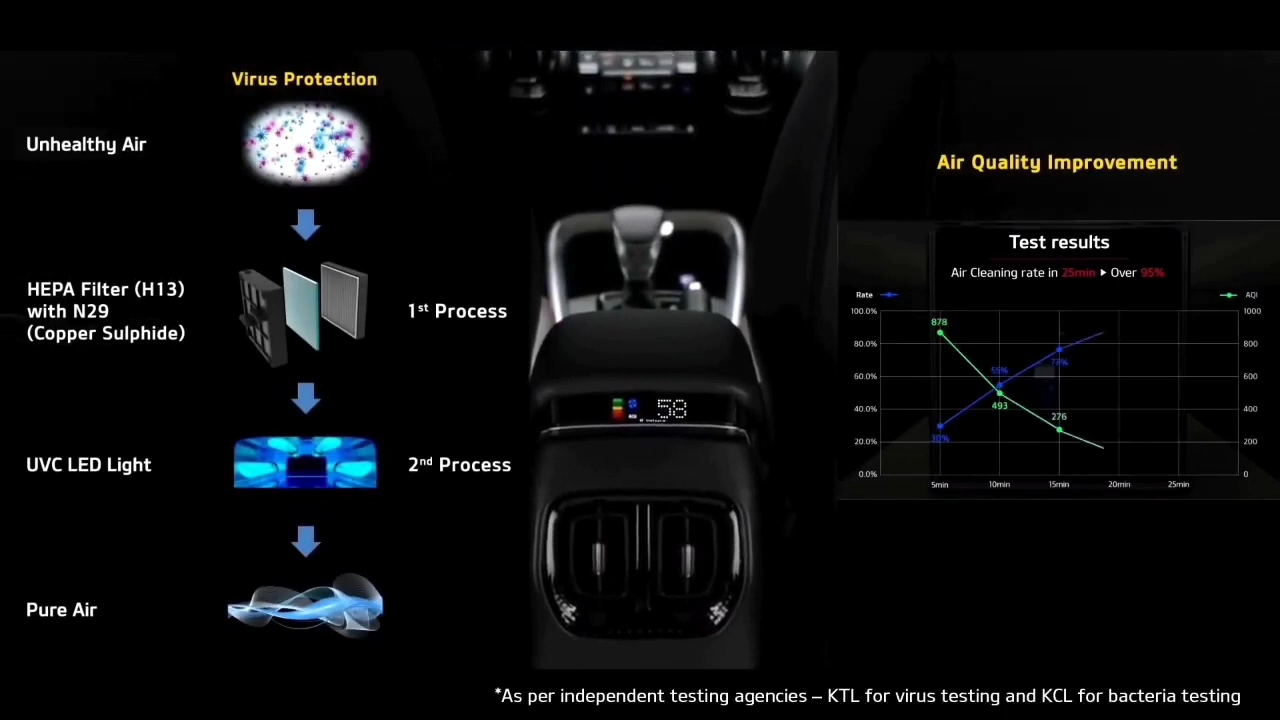 Virus Protection
Unhealthy Air
HEPA Filter (H13)
with N29
(Copper Sulphide)
1st Process
UVC LED Light
2nd Process
Pure Air
58
Air Quality Improvement
Test results
Air Cleaning rate in 25min ▶ Over 95%
Rate
AQI
100.0%
80.0%
60.0%
40.0%
20.0%
0.0%
1000
800
600
400
200
0
878
493
276
30%
55%
77%
5min
10min
15min
20min
25min
*As per independent testing agencies – KTL for virus testing and KCL for bacteria testing